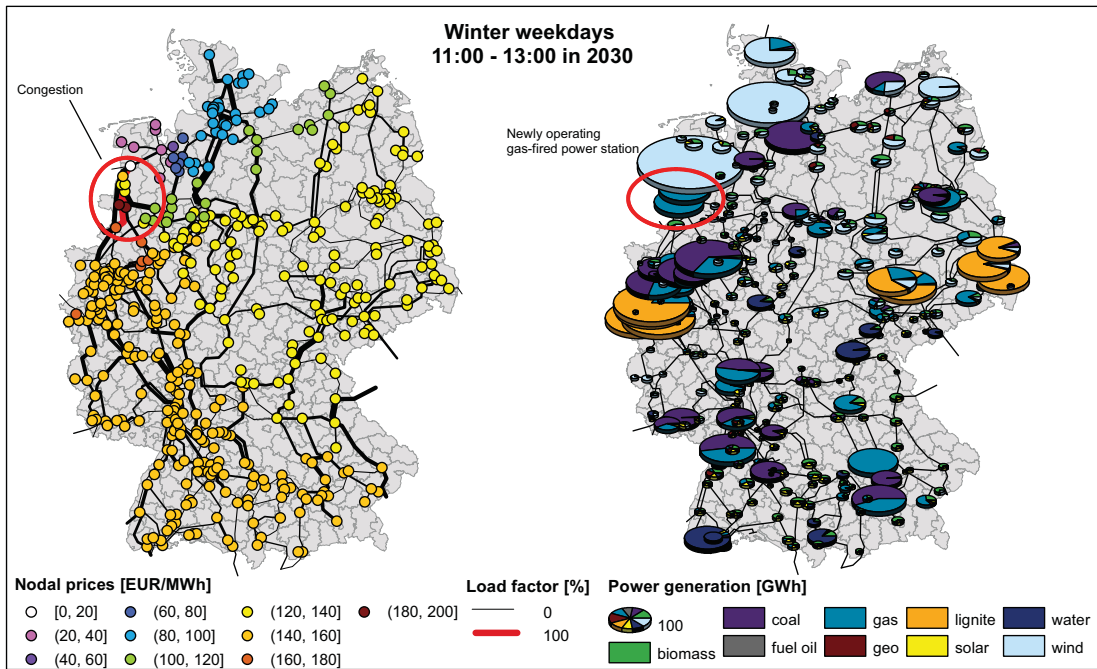 Winter weekdays
11:00 - 13:00 in 2030
Congestion
Newly operating
gas-fired power station
Nodal prices [EUR/MWh]
[0, 20]
(20, 40]
(40, 60]
(60, 80]
(80, 100]
(100, 120]
(120, 140]
(140, 160]
(160, 180]
(180, 200]
Load factor [%]
0
100
Power generation [GWh]
100
biomass
coal
fuel oil
gas
geo
lignite
solar
water
wind